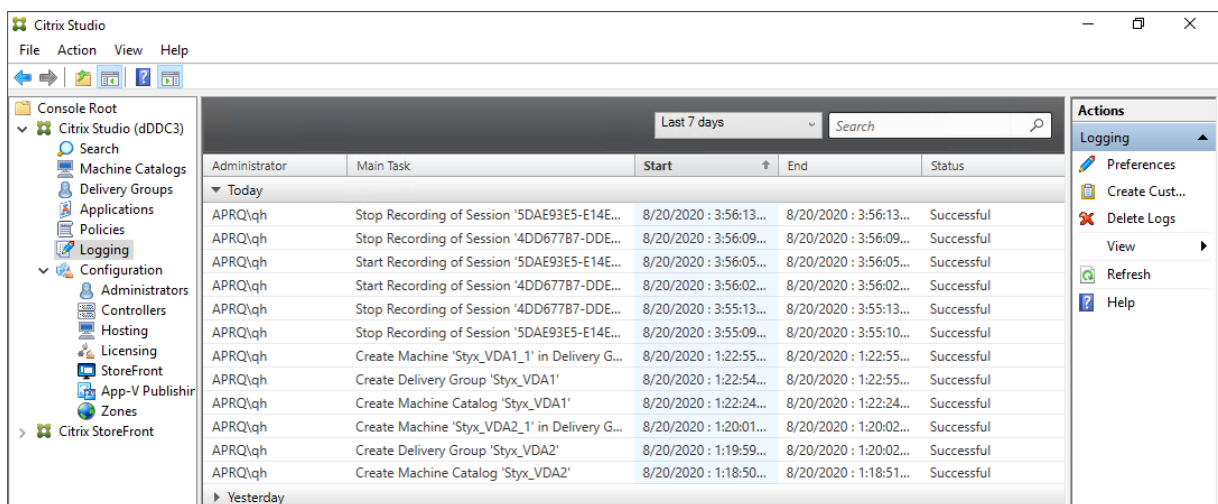 Citrix Studio
File Action View Help
Console Root
Citrix Studio (dDDC3)
Search
Machine Catalogs
Delivery Groups
Applications
Policies
Logging
Configuration
Administrators
Controllers
Hosting
Licensing
StoreFront
App-V Publishin
Zones
Citrix StoreFront
Last 7 days Search
Administrator Main Task Start End Status
Today
APRQ\qh Stop Recording of Session '5DAE93E5-E14E... 8/20/2020 : 3:56:13... 8/20/2020 : 3:56:13... Successful
APRQ\qh Stop Recording of Session '4DD677B7-DDE... 8/20/2020 : 3:56:09... 8/20/2020 : 3:56:09... Successful
APRQ\qh Start Recording of Session '5DAE93E5-E14E... 8/20/2020 : 3:56:05... 8/20/2020 : 3:56:05... Successful
APRQ\qh Start Recording of Session '4DD677B7-DDE... 8/20/2020 : 3:56:02... 8/20/2020 : 3:56:02... Successful
APRQ\qh Stop Recording of Session '4DD677B7-DDE... 8/20/2020 : 3:55:13... 8/20/2020 : 3:55:13... Successful
APRQ\qh Stop Recording of Session '5DAE93E5-E14E... 8/20/2020 : 3:55:09... 8/20/2020 : 3:55:10... Successful
APRQ\qh Create Machine 'Styx_VDA1_1' in Delivery G... 8/20/2020 : 1:22:55... 8/20/2020 : 1:22:55... Successful
APRQ\qh Create Delivery Group 'Styx_VDA1' 8/20/2020 : 1:22:54... 8/20/2020 : 1:22:55... Successful
APRQ\qh Create Machine Catalog 'Styx_VDA1' 8/20/2020 : 1:22:24... 8/20/2020 : 1:22:24... Successful
APRQ\qh Create Machine 'Styx_VDA2_1' in Delivery G... 8/20/2020 : 1:20:01... 8/20/2020 : 1:20:02... Successful
APRQ\qh Create Delivery Group 'Styx_VDA2' 8/20/2020 : 1:19:59... 8/20/2020 : 1:20:02... Successful
APRQ\qh Create Machine Catalog 'Styx_VDA2' 8/20/2020 : 1:18:50... 8/20/2020 : 1:18:51... Successful
Yesterday
Actions
Logging
Preferences
Create Cust...
Delete Logs
View
Refresh
Help